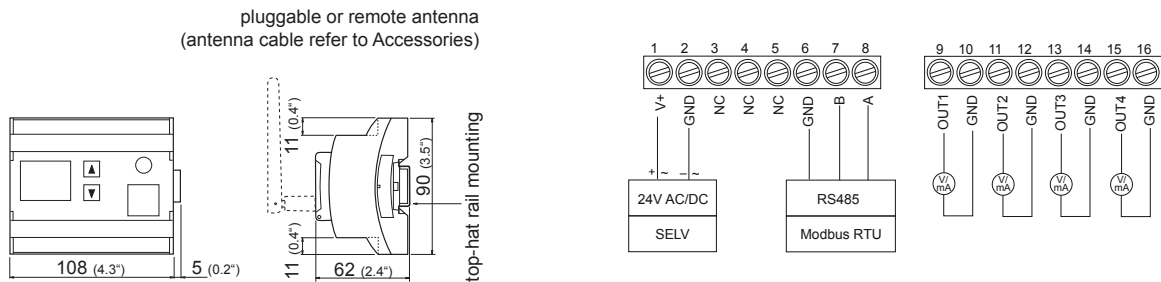 pluggable or remote antenna
(antenna cable refer to Accessories)
11 (0.4“)
90 (3.5“)
top-hat rail mounting
11 (0.4“)
108 (4.3“)
5 (0.2“)
62 (2.4“)
1 2 3 4 5 6 7 8
V+ GND NC NC NC GND B A
+ ~ – ~
24V AC/DC
SELV
RS485
Modbus RTU
9 10 11 12 13 14 15 16
OUT1 GND OUT2 GND OUT3 GND OUT4 GND
V/
mA
V/
mA
V/
mA
V/
mA